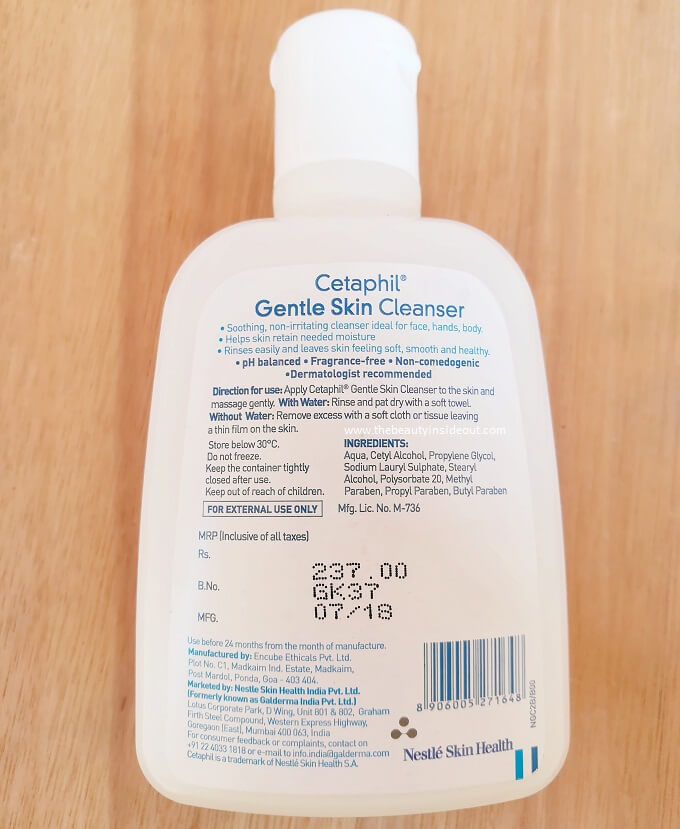 Cetaphil®
Gentle Skin Cleanser
• Soothing, non-irritating cleanser ideal for face, hands, body.
• Helps skin retain needed moisture
• Rinses easily and leaves skin feeling soft, smooth and healthy.
• pH balanced • Fragrance-free • Non-comedogenic
•Dermatologist recommended
Direction for use: Apply Cetaphil® Gentle Skin Cleanser to the skin and
massage gently. With Water: Rinse and pat dry with a soft towel.
Without Water: Remove excess with a soft cloth or tissue leaving
a thin film on the skin.
www.thebeautyinsideout.com
Store below 30°C.
Do not freeze.
Keep the container tightly
closed after use.
Keep out of reach of children.
FOR EXTERNAL USE ONLY
INGREDIENTS:
Aqua, Cetyl Alcohol, Propylene Glycol,
Sodium Lauryl Sulphate, Stearyl
Alcohol, Polysorbate 20, Methyl
Paraben, Propyl Paraben, Butyl Paraben
Mfg. Lic. No. M-736
MRP (Inclusive of all taxes)
Rs. 237.00
B.No. GK37
MFG. 07/18
Use before 24 months from the month of manufacture.
Manufactured by: Encube Ethicals Pvt. Ltd.
Plot No. C1, Madkaim Ind. Estate, Madkaim,
Post Mardol, Ponda, Goa - 403 404.
Marketed by: Nestle Skin Health India Pvt. Ltd.
(Formerly known as Galderma India Pvt. Ltd.)
Lotus Corporate Park, D Wing, Unit 801 & 802, Graham
Firth Steel Compound, Western Express Highway,
Goregaon (East), Mumbai 400 063, India
For consumer feedback or complaints, contact on
+91 22 4033 1818 or e-mail to info.india@galderma.com
Cetaphil is a trademark of Nestlé Skin Health S.A.
8 906005 271648
Nestlé Skin Health